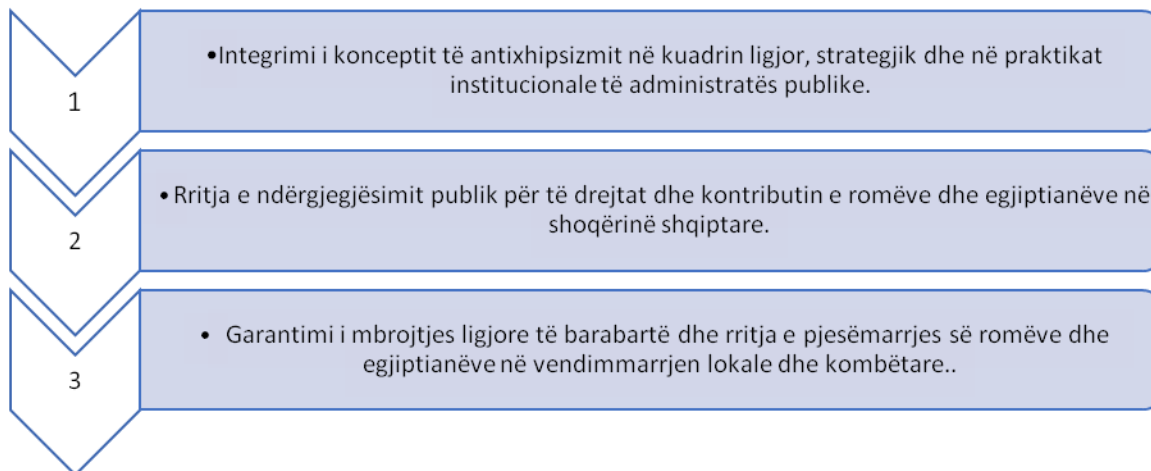 1
•Integrimi i konceptit të antixhipsizmit në kuadrin ligjor, strategjik dhe në praktikat
institucionale të administratës publike.
2
• Rritja e ndërgjegjësimit publik për të drejtat dhe kontributin e romëve dhe egjiptianëve në
shoqërinë shqiptare.
3
• Garantimi i mbrojtjes ligjore të barabartë dhe rritja e pjesëmarrjes së romëve dhe
egjiptianëve në vendimmarrjen lokale dhe kombëtare..